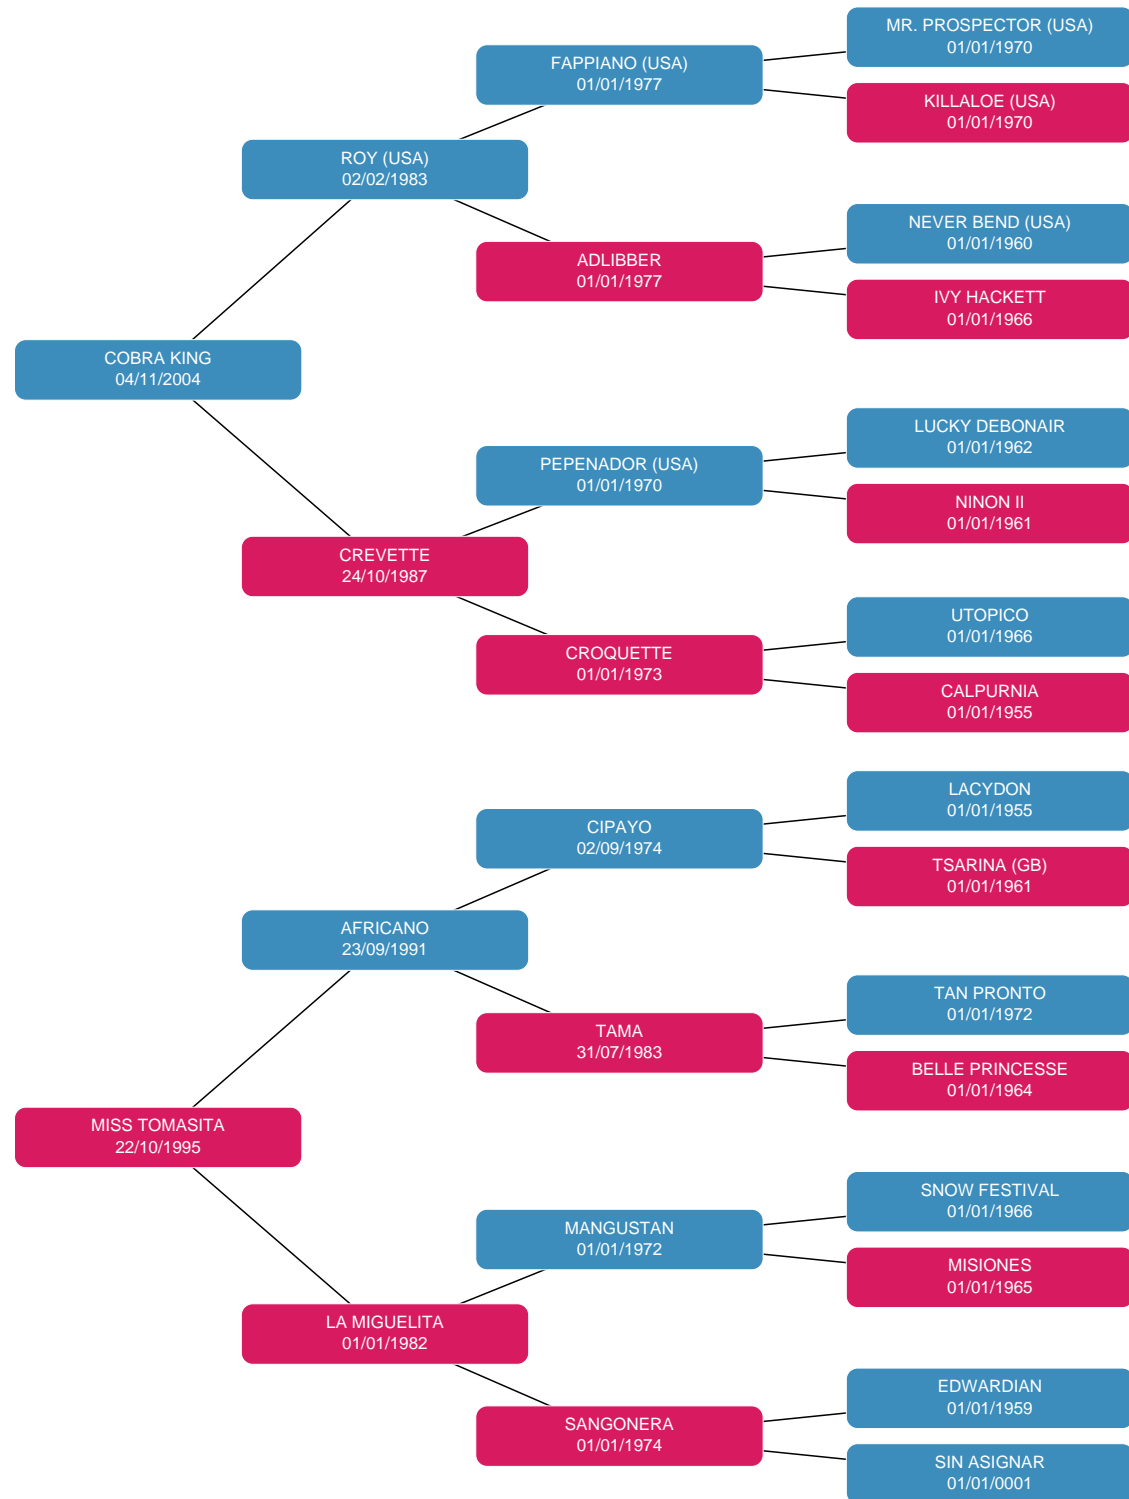 MR. PROSPECTOR (USA)
01/01/1970
FAPPIANO (USA)
01/01/1977
KILLALOE (USA)
01/01/1970
ROY (USA)
02/02/1983
NEVER BEND (USA)
01/01/1960
ADLIBBER
01/01/1977
IVY HACKETT
01/01/1966
COBRA KING
04/11/2004
LUCKY DEBONAIR
01/01/1962
PEPENADOR (USA)
01/01/1970
NINON II
01/01/1961
CREVETTE
24/10/1987
UTOPICO
01/01/1966
CROQUETTE
01/01/1973
CALPURNIA
01/01/1955
LACYDON
01/01/1955
CIPAYO
02/09/1974
TSARINA (GB)
01/01/1961
AFRICANO
23/09/1991
TAN PRONTO
01/01/1972
TAMA
31/07/1983
BELLE PRINCESSE
01/01/1964
MISS TOMASITA
22/10/1995
SNOW FESTIVAL
01/01/1966
MANGUSTAN
01/01/1972
MISIONES
01/01/1965
LA MIGUELITA
01/01/1982
EDWARDIAN
01/01/1959
SANGONERA
01/01/1974
SIN ASIGNAR
01/01/0001